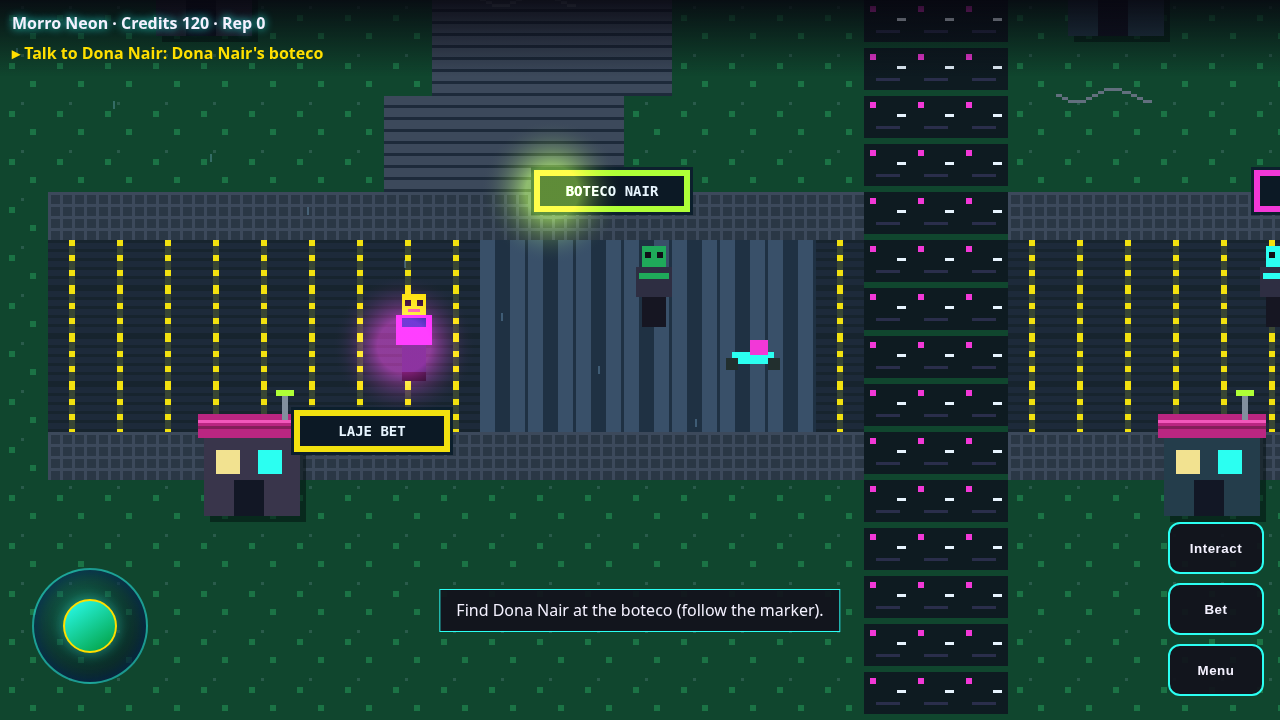 Morro Neon · Credits 120 · Rep 0
▸ Talk to Dona Nair: Dona Nair's boteco
BOTECO NAIR
LAJE BET
Find Dona Nair at the boteco (follow the marker).
Interact
Bet
Menu